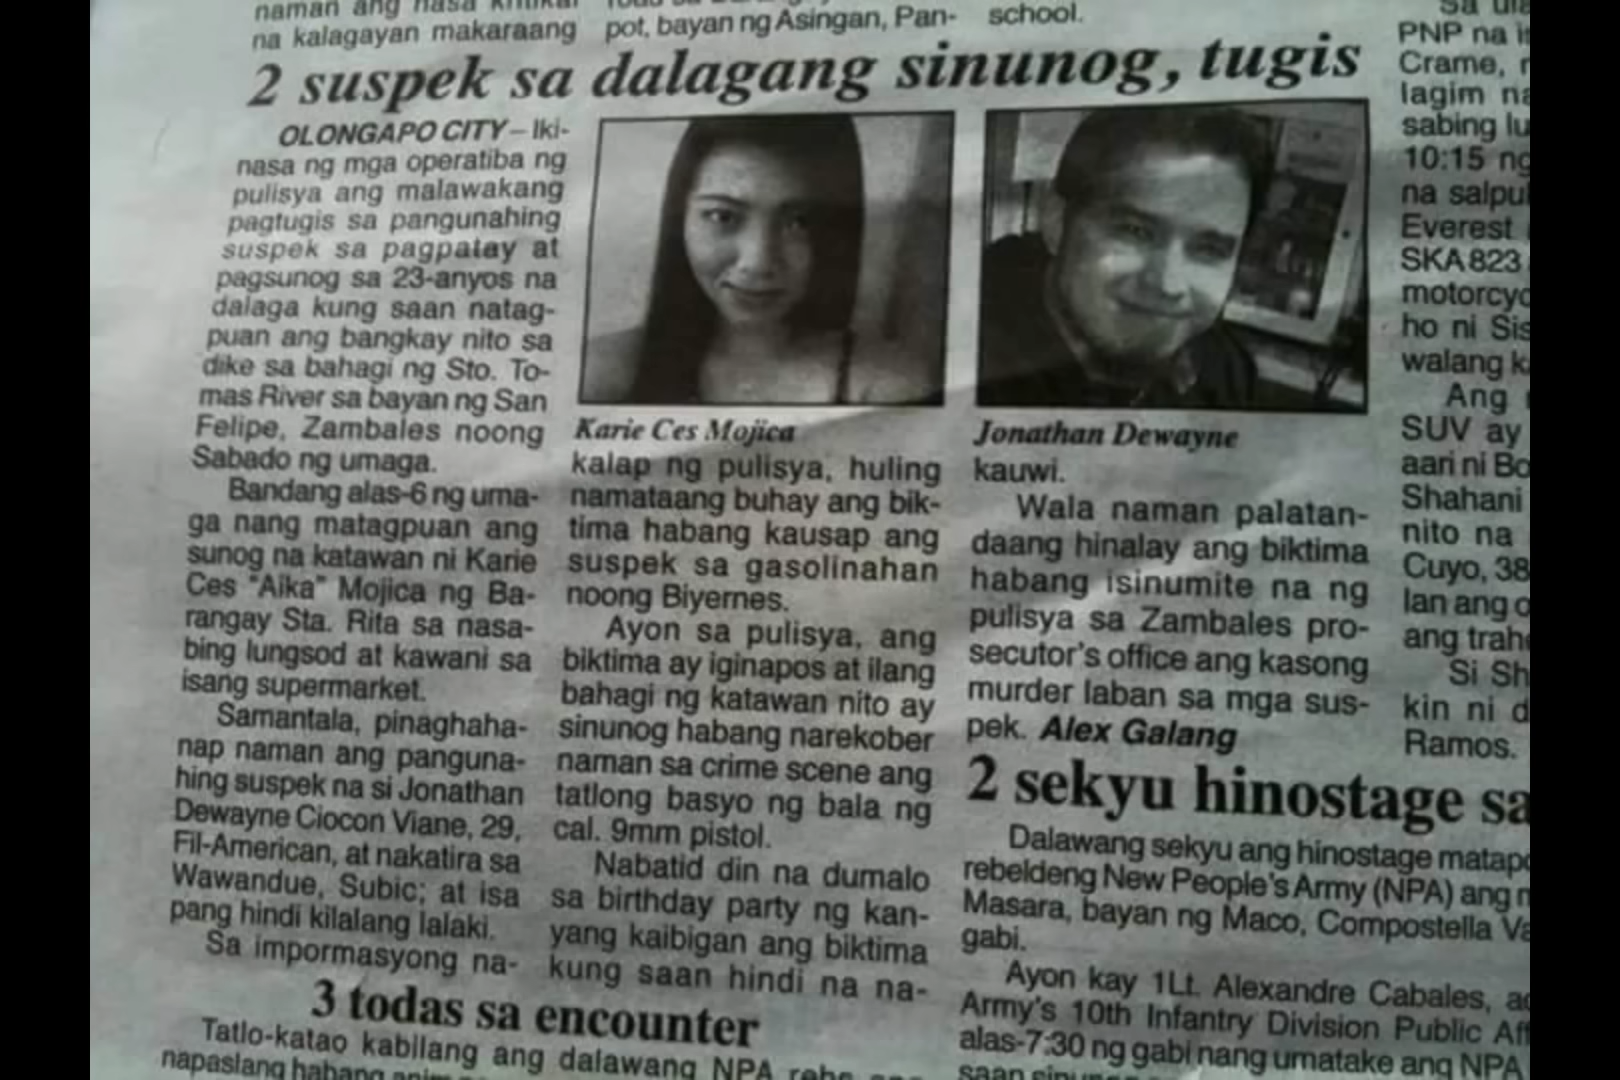 naman ang nasa kritikal
na kalagayan makaraang
pot, bayan ng Asingan, Pan-
school.
2 suspek sa dalagang sinunog, tugis
OLONGAPO CITY – Iki-
nasa ng mga operatiba ng
pulisya ang malawakang
pagtugis sa pangunahing
suspek sa pagpatay at
pagsunog sa 23-anyos na
dalaga kung saan natag-
puan ang bangkay nito sa
dike sa bahagi ng Sto. To-
mas River sa bayan ng San
Felipe, Zambales noong
Sabado ng umaga.
Bandang alas-6 ng uma-
ga nang matagpuan ang
sunog na katawan ni Karie
Ces "Aika" Mojica ng Ba-
rangay Sta. Rita sa nasa-
bing lungsod at kawani sa
isang supermarket.
Samantala, pinaghaha-
nap naman ang panguna-
hing suspek na si Jonathan
Dewayne Ciocon Viane, 29,
Fil-American, at nakatira sa
Wawandue, Subic; at isa
pang hindi kilalang lalaki.
Sa impormasyong na-
Karie Ces Mojica
kalap ng pulisya, huling
namataang buhay ang bik-
tima habang kausap ang
suspek sa gasolinahan
noong Biyernes.
Ayon sa pulisya, ang
biktima ay iginapos at ilang
bahagi ng katawan nito ay
sinunog habang narekober
naman sa crime scene ang
tatlong basyo ng bala ng
cal. 9mm pistol.
Nabatid din na dumalo
sa birthday party ng kan-
yang kaibigan ang biktima
kung saan hindi na na-
Jonathan Dewayne
kauwi.
Wala naman palatan-
daang hinalay ang biktima
habang isinumite na ng
pulisya sa Zambales pro-
secutor's office ang kasong
murder laban sa mga sus-
pek. Alex Galang
3 todas sa encounter
Tatlo-katao kabilang ang dalawang NPA
napaslang habang
2 sekyu hinostage sa
Dalawang sekyu ang hinostage
rebeldeng New People's Army (NPA) ang
Masara, bayan ng Maco, Compostella
gabi.
Ayon kay 1Lt. Alexandre Cabales,
Army's 10th Infantry Division Public
alas-7:30 ng gabi nang umatake ang NPA
saan
PNP na
Crame,
lagim
sabing
10:15 ng
na
Everest
SKA 823
ho ni
walang
Ang
SUV ay
aari ni
Shahani
nito na
Cuyo, 38
lan ang
ang
Si
kin ni
Ramos.